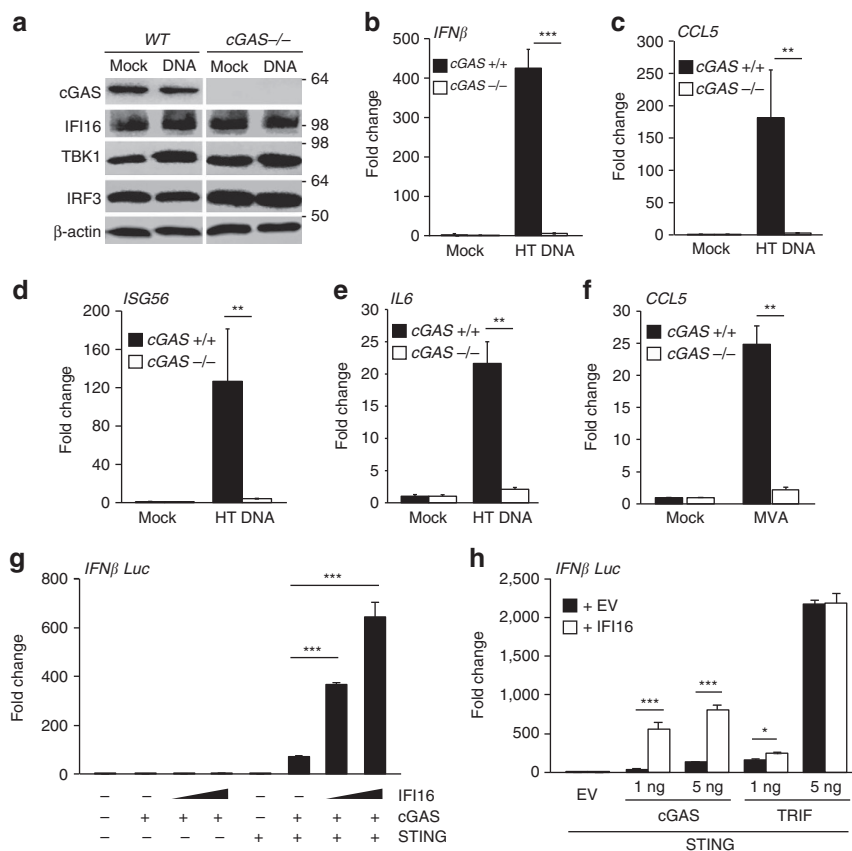 a
WT cGAS–/–
Mock DNA Mock DNA
cGAS
64
IFI16
98
98
TBK1
64
IRF3
50
β-actin
b
IFNβ
500
400
300
200
100
0
Fold change
cGAS +/+
cGAS –/–
***
Mock HT DNA
c
CCL5
300
250
200
150
100
50
0
Fold change
cGAS +/+
cGAS –/–
**
Mock HT DNA
d
ISG56
200
160
120
80
40
0
Fold change
cGAS +/+
cGAS –/–
**
Mock HT DNA
e
IL6
30
25
20
15
10
5
0
Fold change
cGAS +/+
cGAS –/–
**
Mock HT DNA
f
CCL5
30
25
20
15
10
5
0
Fold change
cGAS +/+
cGAS –/–
**
Mock MVA
g
IFNβ Luc
800
600
400
200
0
Fold change
***
***
– – – – IFI16
– + + + – + + + cGAS
– – – – + + + + STING
h
IFNβ Luc
2,500
2,000
1,500
1,000
500
0
Fold change
+ EV
+ IFI16
***
***
*
EV 1 ng 5 ng 1 ng 5 ng
cGAS TRIF
STING